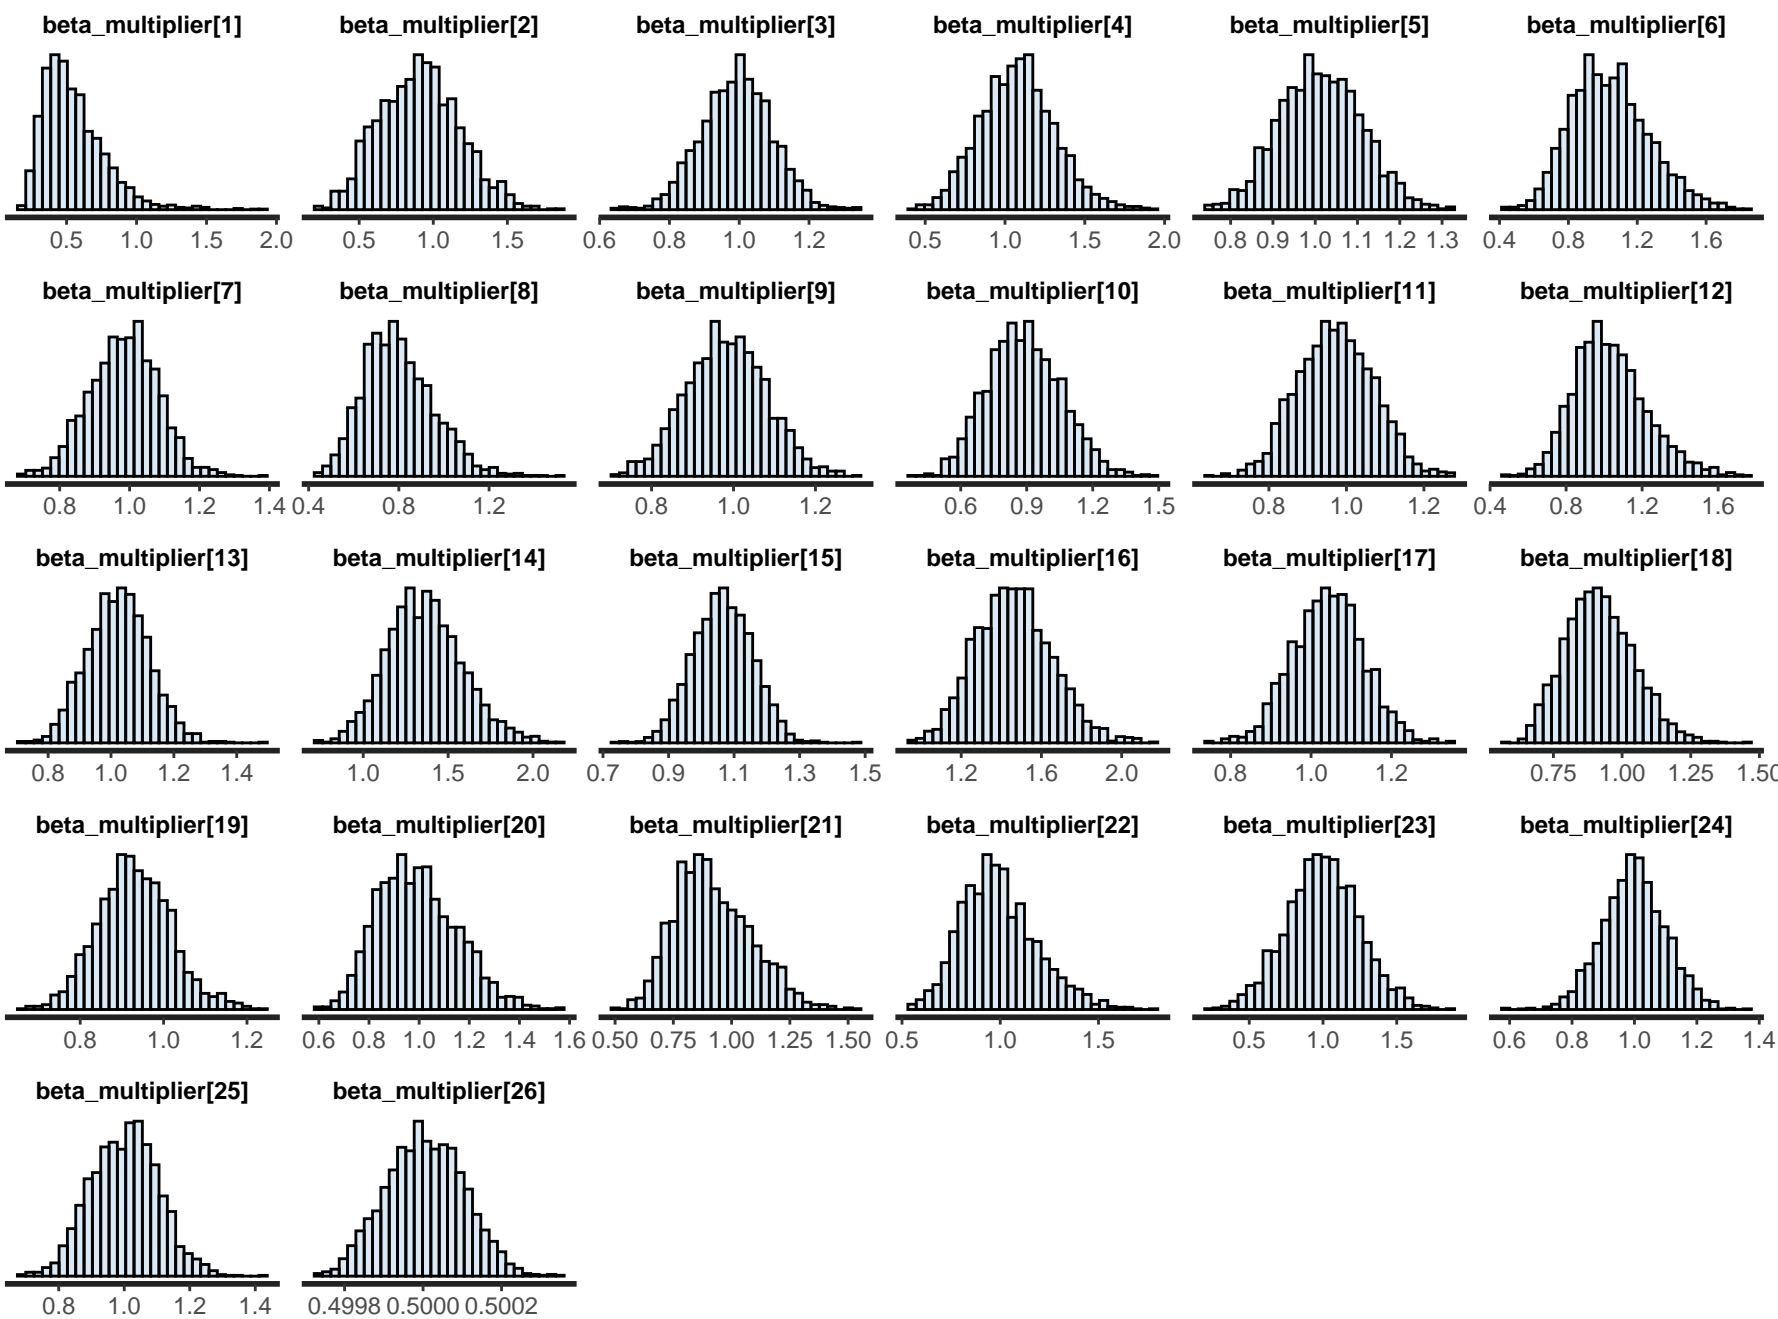 beta_multiplier[1] beta_multiplier[2] beta_multiplier[3] beta_multiplier[4] beta_multiplier[5] beta_multiplier[6]
0.5 1.0 1.5 2.0 0.5 1.0 1.5 0.6 0.8 1.0 1.2 0.5 1.0 1.5 2.0 0.8 0.9 1.0 1.1 1.2 1.3 0.4 0.8 1.2 1.6
beta_multiplier[7] beta_multiplier[8] beta_multiplier[9] beta_multiplier[10] beta_multiplier[11] beta_multiplier[12]
0.8 1.0 1.2 1.4 0.4 0.8 1.2 0.8 1.0 1.2 0.6 0.9 1.2 1.5 0.8 1.0 1.2 0.4 0.8 1.2 1.6
beta_multiplier[13] beta_multiplier[14] beta_multiplier[15] beta_multiplier[16] beta_multiplier[17] beta_multiplier[18]
0.8 1.0 1.2 1.4 1.0 1.5 2.0 0.7 0.9 1.1 1.3 1.5 1.2 1.6 2.0 0.8 1.0 1.2 0.75 1.00 1.25 1.50
beta_multiplier[19] beta_multiplier[20] beta_multiplier[21] beta_multiplier[22] beta_multiplier[23] beta_multiplier[24]
0.8 1.0 1.2 0.6 0.8 1.0 1.2 1.4 1.6 0.50 0.75 1.00 1.25 1.50 0.5 1.0 1.5 0.5 1.0 1.5 0.6 0.8 1.0 1.2 1.4
beta_multiplier[25] beta_multiplier[26]
0.8 1.0 1.2 1.4 0.4998 0.5000 0.5002